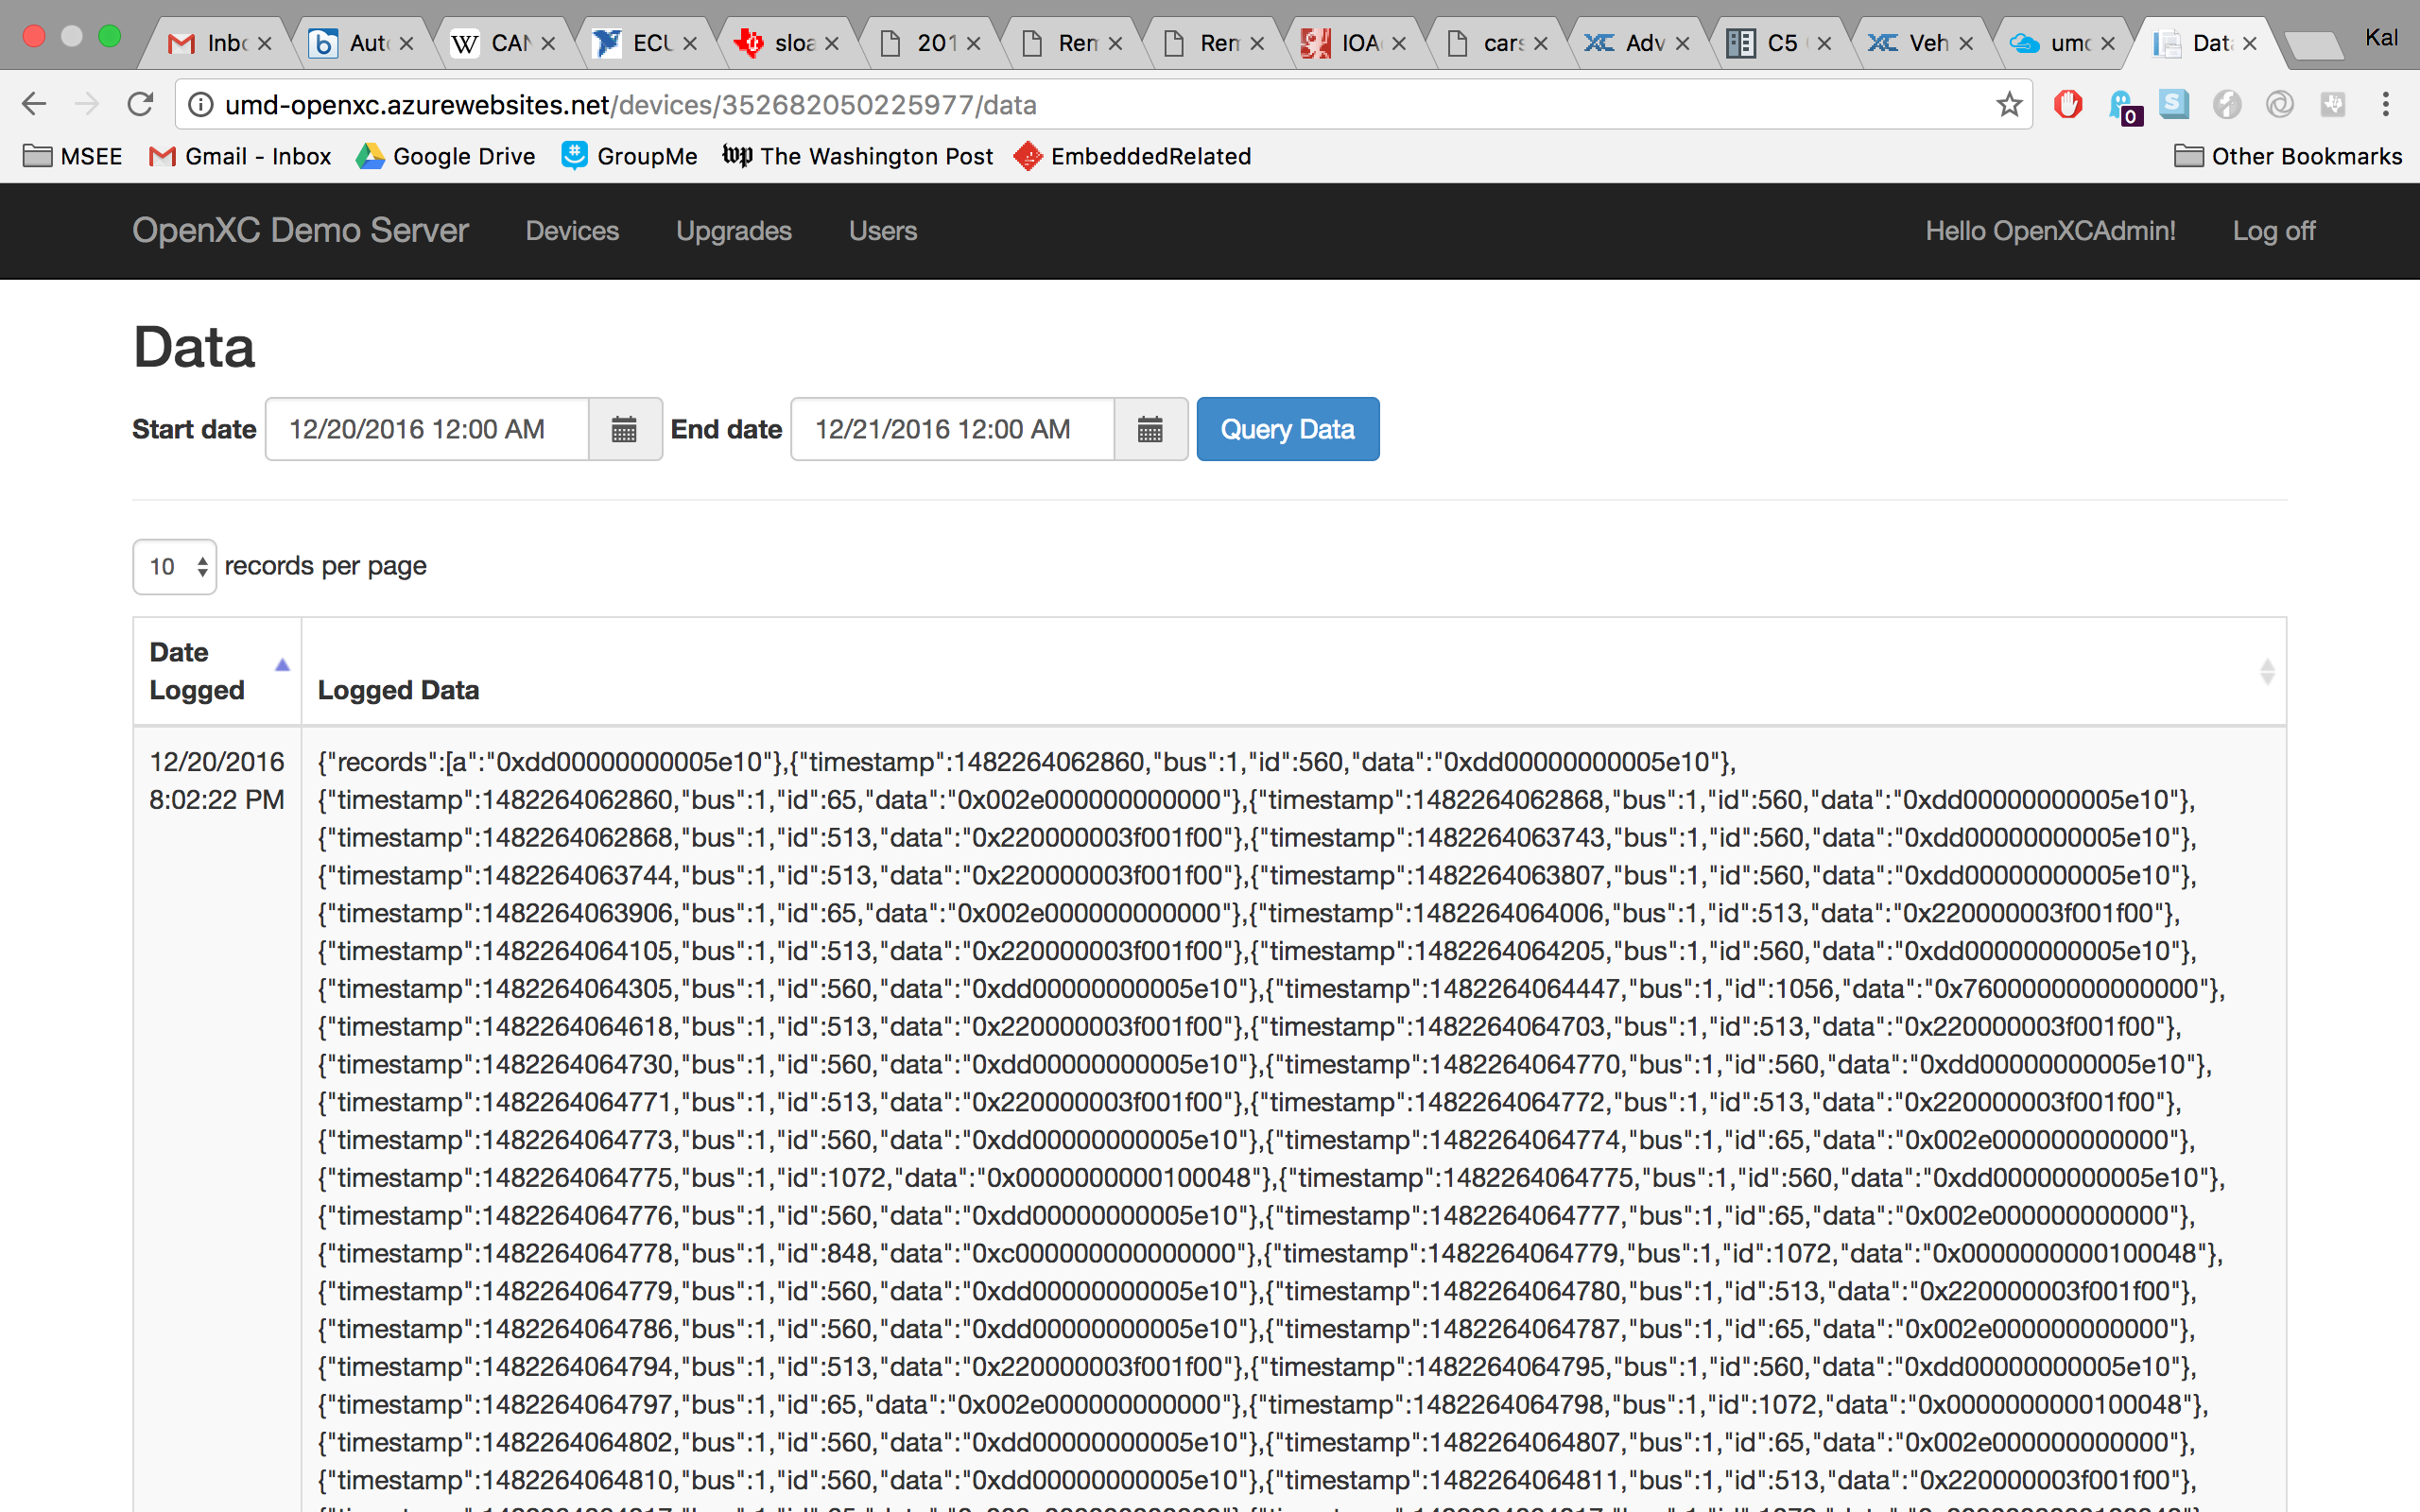 Inbo Auto CAN ECU sloa 201 Rem Rem IOA cars Adv C5 Veh umd Data Kal
umd-openxc.azurewebsites.net/devices/352682050225977/data
0
MSEE Gmail - Inbox Google Drive GroupMe wp The Washington Post EmbeddedRelated Other Bookmarks
OpenXC Demo Server Devices Upgrades Users Hello OpenXCAdmin! Log off
Data
Start date 12/20/2016 12:00 AM End date 12/21/2016 12:00 AM Query Data
10 records per page
Date Logged
Logged Data
12/20/2016
8:02:22 PM
{"records":[a":"0xdd00000000005e10"},{"timestamp":1482264062860,"bus":1,"id":560,"data":"0xdd00000000005e10"},
{"timestamp":1482264062860,"bus":1,"id":65,"data":"0x002e000000000000"},{"timestamp":1482264062868,"bus":1,"id":560,"data":"0xdd00000000005e10"},
{"timestamp":1482264062868,"bus":1,"id":513,"data":"0x220000003f001f00"},{"timestamp":1482264063743,"bus":1,"id":560,"data":"0xdd00000000005e10"},
{"timestamp":1482264063744,"bus":1,"id":513,"data":"0x220000003f001f00"},{"timestamp":1482264063807,"bus":1,"id":560,"data":"0xdd00000000005e10"},
{"timestamp":1482264063906,"bus":1,"id":65,"data":"0x002e000000000000"},{"timestamp":1482264064006,"bus":1,"id":513,"data":"0x220000003f001f00"},
{"timestamp":1482264064105,"bus":1,"id":513,"data":"0x220000003f001f00"},{"timestamp":1482264064205,"bus":1,"id":560,"data":"0xdd00000000005e10"},
{"timestamp":1482264064305,"bus":1,"id":560,"data":"0xdd00000000005e10"},{"timestamp":1482264064447,"bus":1,"id":1056,"data":"0x7600000000000000"},
{"timestamp":1482264064618,"bus":1,"id":513,"data":"0x220000003f001f00"},{"timestamp":1482264064703,"bus":1,"id":513,"data":"0x220000003f001f00"},
{"timestamp":1482264064730,"bus":1,"id":560,"data":"0xdd00000000005e10"},{"timestamp":1482264064770,"bus":1,"id":560,"data":"0xdd00000000005e10"},
{"timestamp":1482264064771,"bus":1,"id":513,"data":"0x220000003f001f00"},{"timestamp":1482264064772,"bus":1,"id":513,"data":"0x220000003f001f00"},
{"timestamp":1482264064773,"bus":1,"id":560,"data":"0xdd00000000005e10"},{"timestamp":1482264064774,"bus":1,"id":65,"data":"0x002e000000000000"},
{"timestamp":1482264064775,"bus":1,"id":1072,"data":"0x0000000000100048"},{"timestamp":1482264064775,"bus":1,"id":560,"data":"0xdd00000000005e10"},
{"timestamp":1482264064776,"bus":1,"id":560,"data":"0xdd00000000005e10"},{"timestamp":1482264064777,"bus":1,"id":65,"data":"0x002e000000000000"},
{"timestamp":1482264064778,"bus":1,"id":848,"data":"0xc000000000000000"},{"timestamp":1482264064779,"bus":1,"id":1072,"data":"0x0000000000100048"},
{"timestamp":1482264064779,"bus":1,"id":560,"data":"0xdd00000000005e10"},{"timestamp":1482264064780,"bus":1,"id":513,"data":"0x220000003f001f00"},
{"timestamp":1482264064786,"bus":1,"id":560,"data":"0xdd00000000005e10"},{"timestamp":1482264064787,"bus":1,"id":65,"data":"0x002e000000000000"},
{"timestamp":1482264064794,"bus":1,"id":513,"data":"0x220000003f001f00"},{"timestamp":1482264064795,"bus":1,"id":560,"data":"0xdd00000000005e10"},
{"timestamp":1482264064797,"bus":1,"id":65,"data":"0x002e000000000000"},{"timestamp":1482264064798,"bus":1,"id":1072,"data":"0x0000000000100048"},
{"timestamp":1482264064802,"bus":1,"id":560,"data":"0xdd00000000005e10"},{"timestamp":1482264064807,"bus":1,"id":65,"data":"0x002e000000000000"},
{"timestamp":1482264064810,"bus":1,"id":560,"data":"0xdd00000000005e10"},{"timestamp":1482264064811,"bus":1,"id":513,"data":"0x220000003f001f00"},